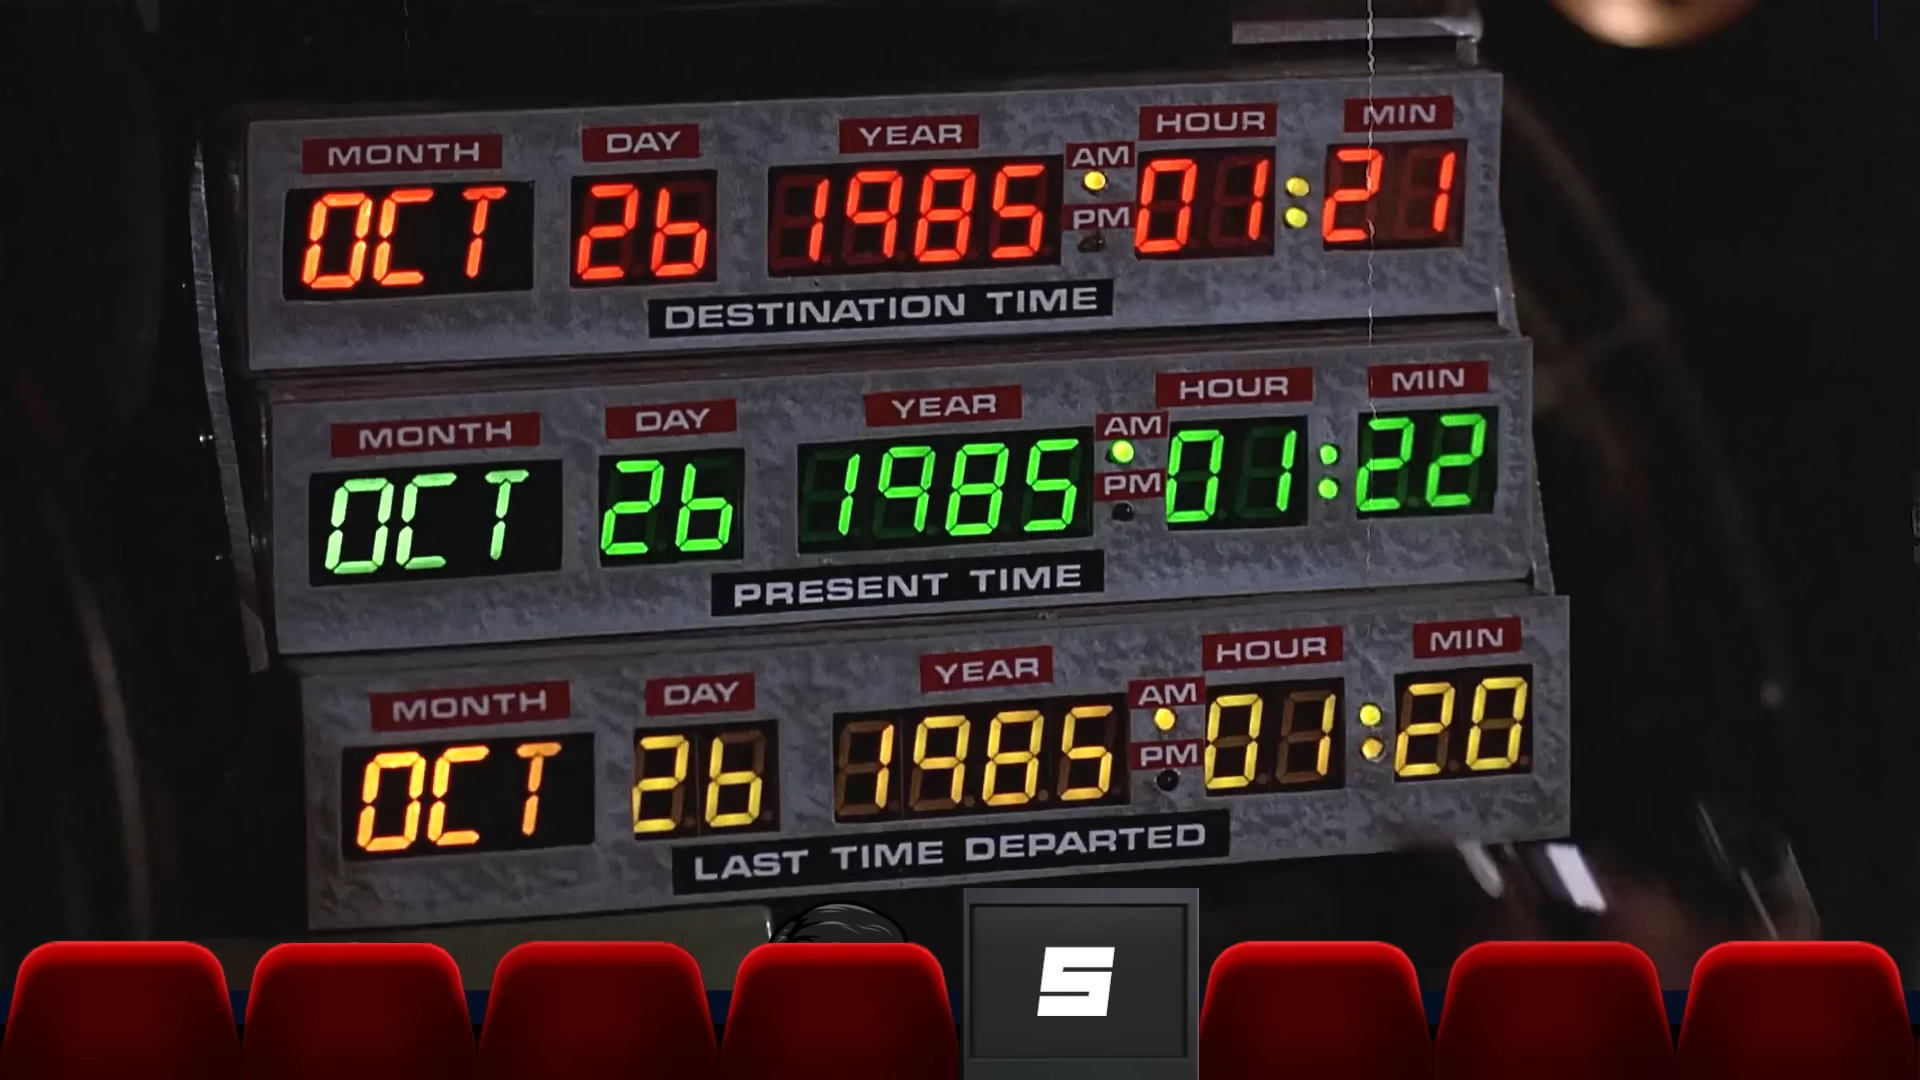 MONTH DAY YEAR AM PM HOUR MIN
OCT 26 1985 01:21
DESTINATION TIME
MONTH DAY YEAR AM PM HOUR MIN
OCT 26 1985 01:22
PRESENT TIME
MONTH DAY YEAR AM PM HOUR MIN
OCT 26 1985 01:20
LAST TIME DEPARTED
5